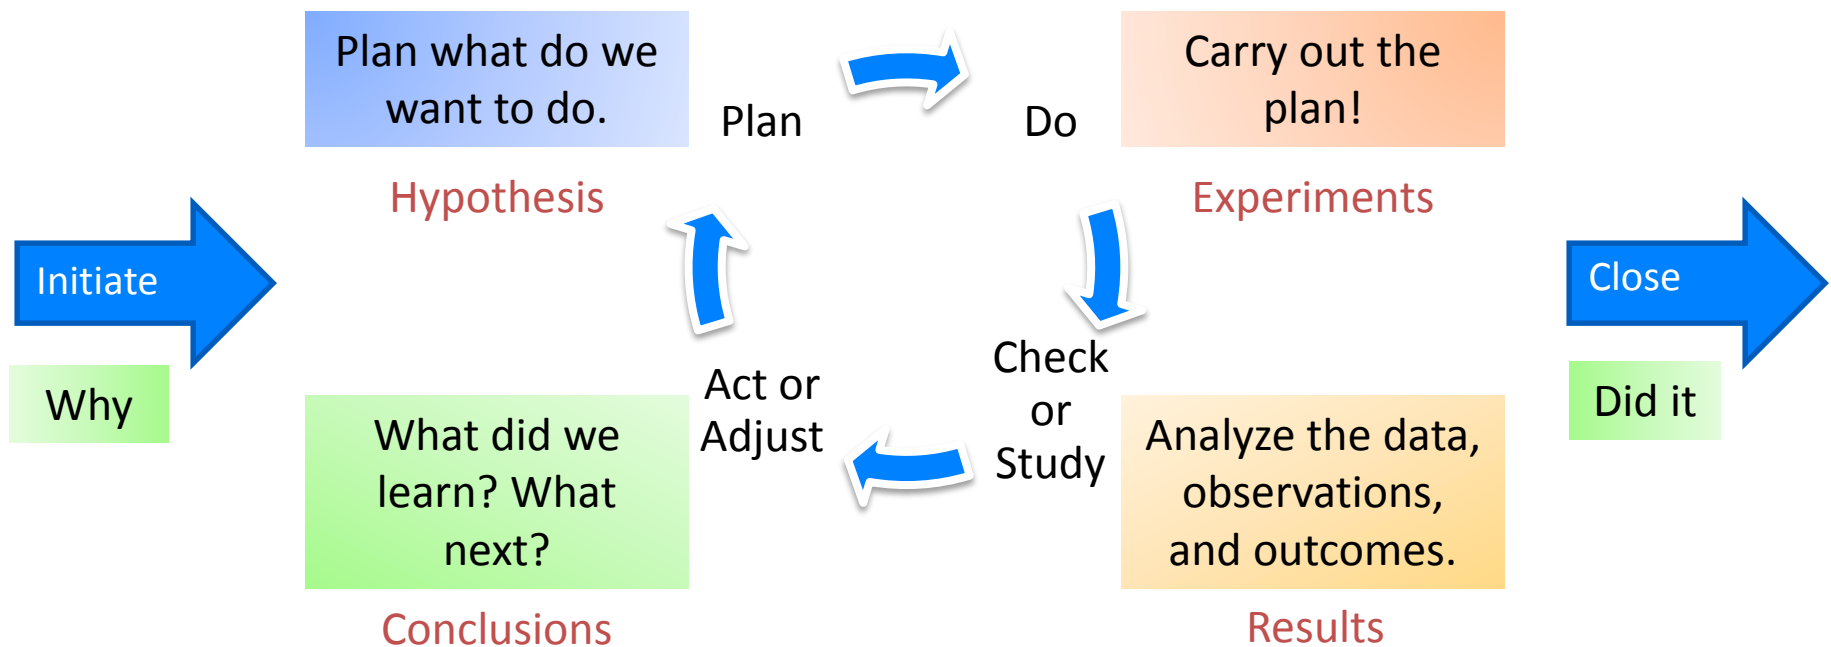 Initiate
Why
Plan what do we
want to do.
Hypothesis
Plan
Do
Carry out the
plan!
Experiments
Check
or
Study
Analyze the data,
observations,
and outcomes.
Results
Act or
Adjust
What did we
learn? What
next?
Conclusions
Close
Did it